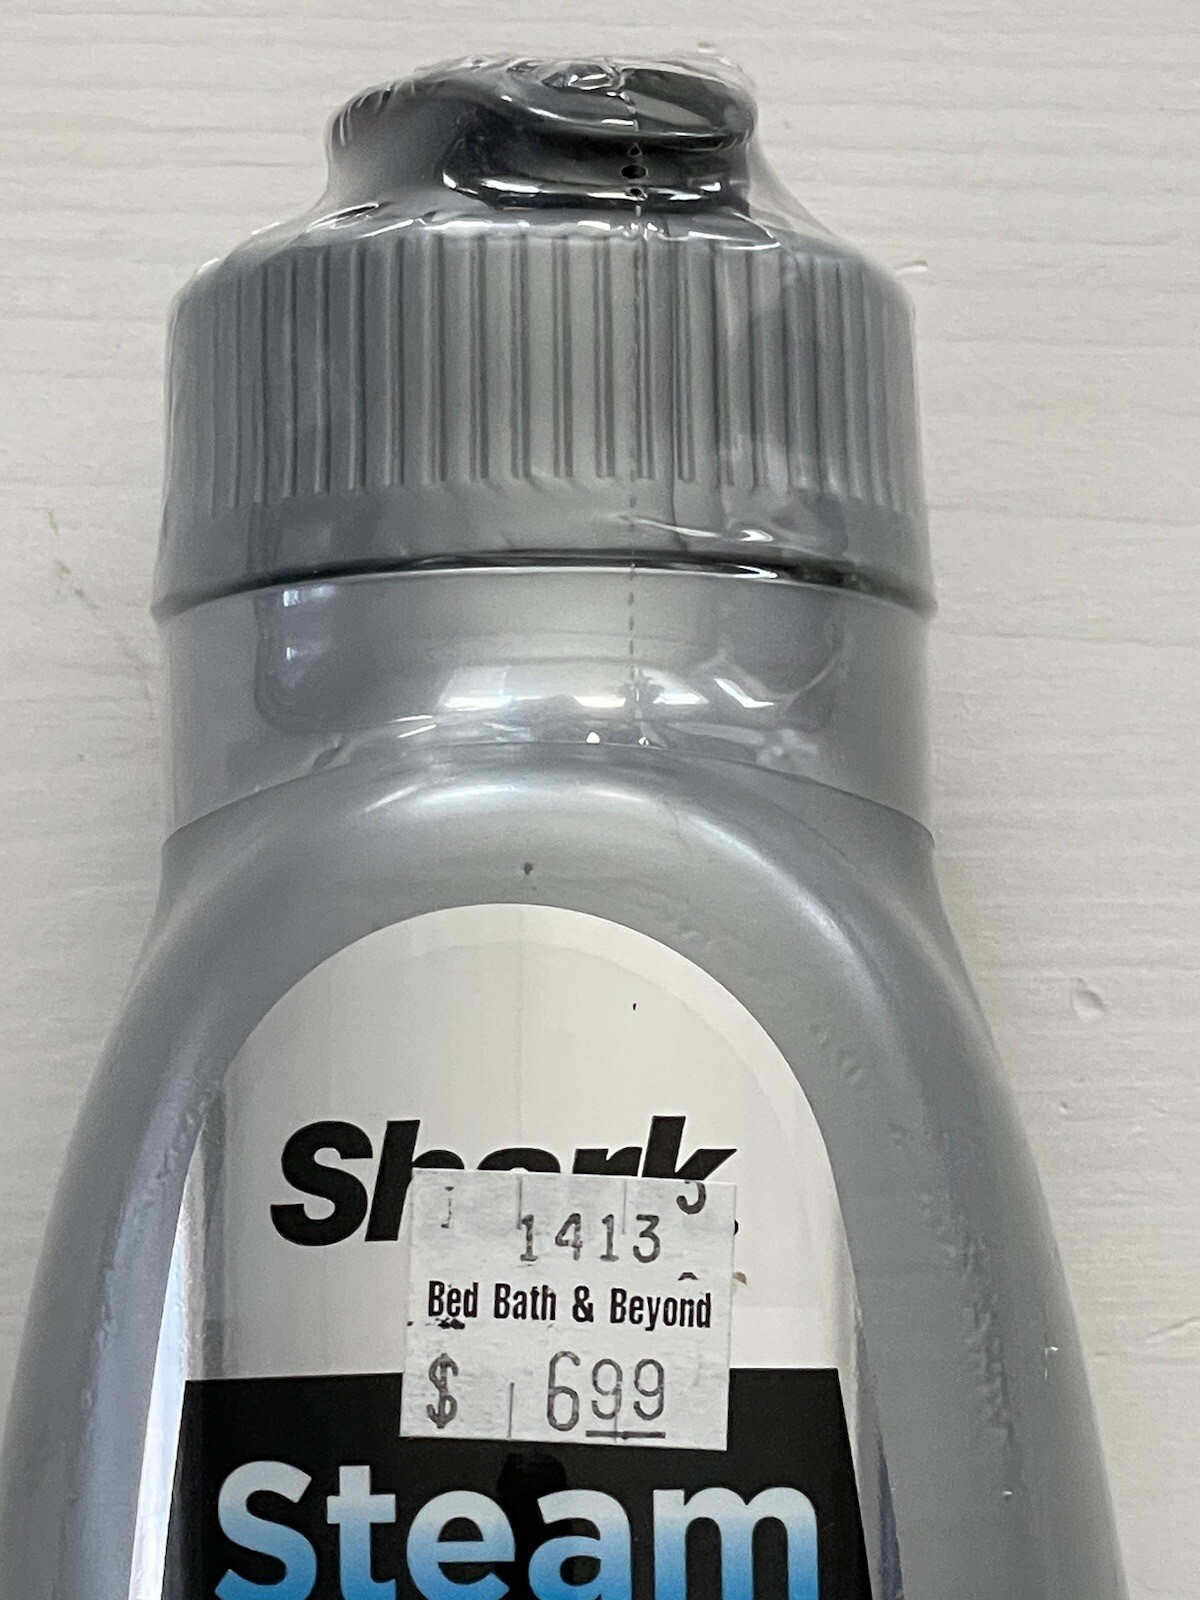 Shark
1413
Bed Bath & Beyond
$ 699
Steam